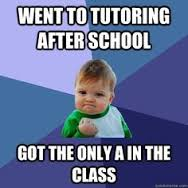 WENT TO TUTORING
AFTER SCHOOL
GOT THE ONLY A IN THE
CLASS